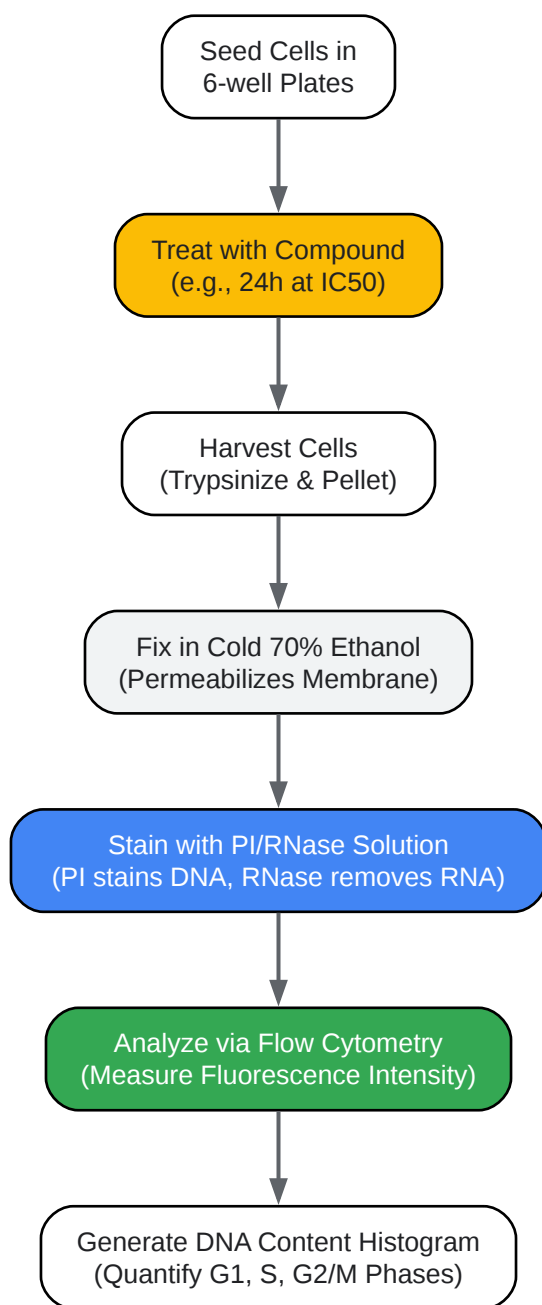 Seed Cells in
6-well Plates
Treat with Compound
(e.g., 24h at IC50)
Harvest Cells
(Trypsinize & Pellet)
Fix in Cold 70% Ethanol
(Permeabilizes Membrane)
Stain with PI/RNase Solution
(PI stains DNA, RNase removes RNA)
Analyze via Flow Cytometry
(Measure Fluorescence Intensity)
Generate DNA Content Histogram
(Quantify G1, S, G2/M Phases)